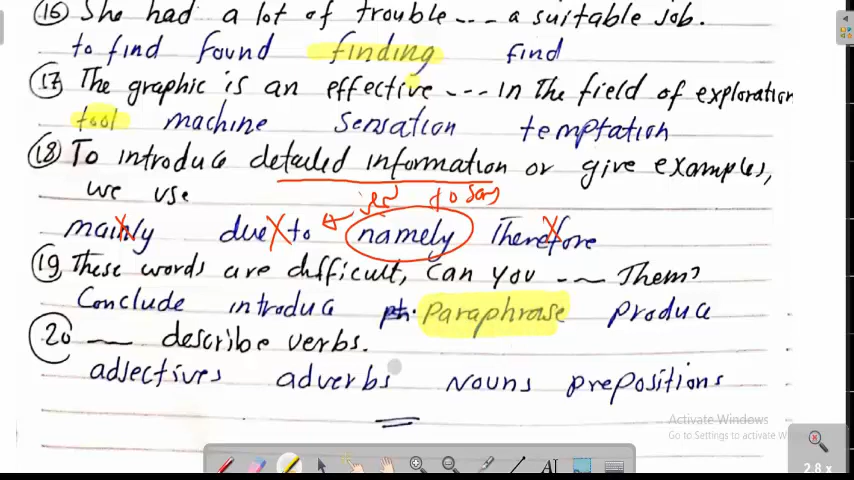 (16) She had a lot of trouble --- a suitable job.
to find found finding find
(17) The graphic is an effective --- in the field of exploration
tool machine sensation temptation
(18) To introduce detailed information or give examples,
we use
to say
mainly due to namely Therefore
(19) These words are difficult, Can you --- Them?
Conclude introduce Paraphrase produce
(20) --- describe verbs.
adjectives adverbs Nouns prepositions
Activate Windows
Go to Settings to activate W
2.8 x